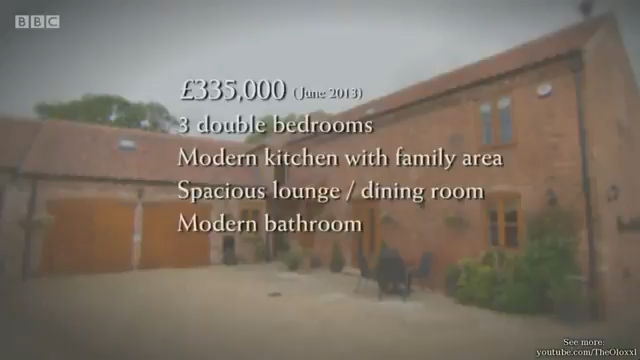 BBC
£335,000 (June 2013)
3 double bedrooms
Modern kitchen with family area
Spacious lounge / dining room
Modern bathroom
See more:
youtube.com/TheOloxxl